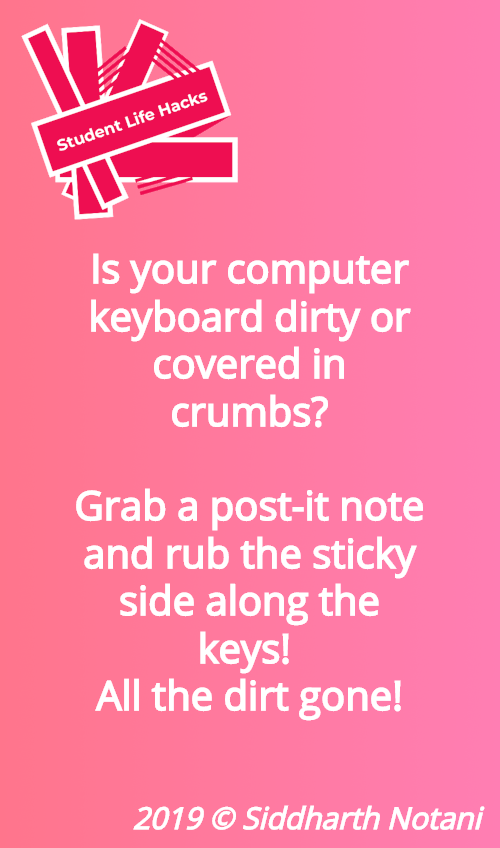 Student Life Hacks
Is your computer
keyboard dirty or
covered in
crumbs?
Grab a post-it note
and rub the sticky
side along the
keys!
All the dirt gone!
2019 © Siddharth Notani